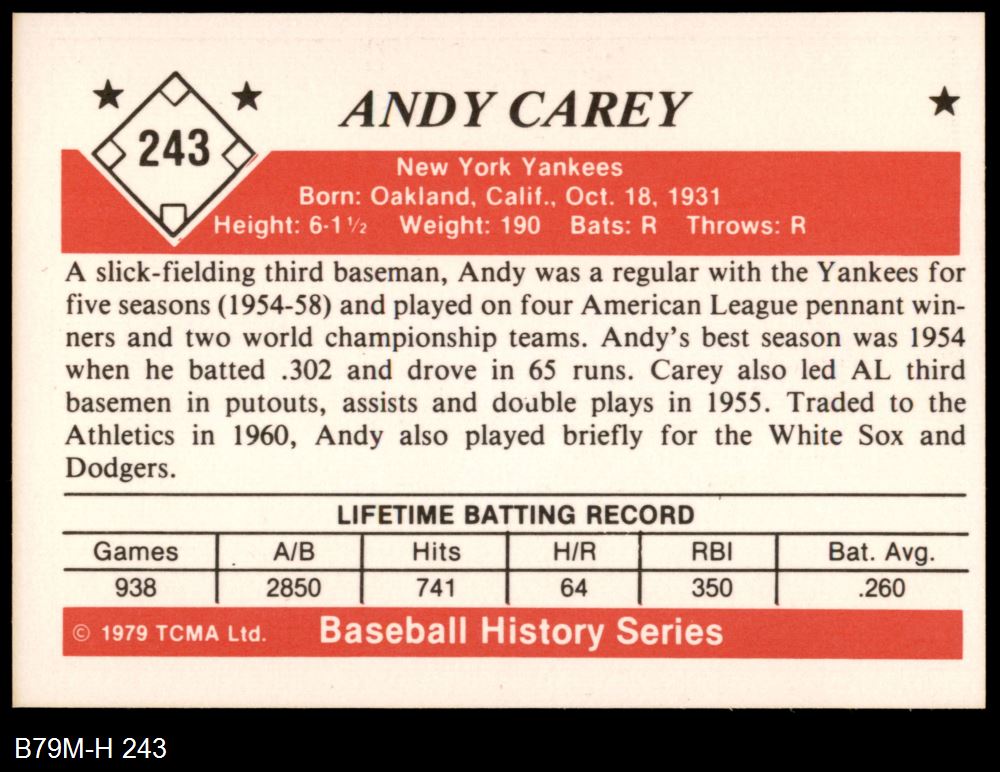 243
ANDY CAREY
New York Yankees
Born: Oakland, Calif., Oct. 18, 1931
Height: 6-1 ½ Weight: 190 Bats: R Throws: R
A slick-fielding third baseman, Andy was a regular with the Yankees for
five seasons (1954-58) and played on four American League pennant win-
ners and two world championship teams. Andy's best season was 1954
when he batted .302 and drove in 65 runs. Carey also led AL third
basemen in putouts, assists and double plays in 1955. Traded to the
Athletics in 1960, Andy also played briefly for the White Sox and
Dodgers.
LIFETIME BATTING RECORD
Games A/B Hits H/R RBI Bat. Avg.
938 2850 741 64 350 .260
© 1979 TCMA Ltd. Baseball History Series
B79M-H 243